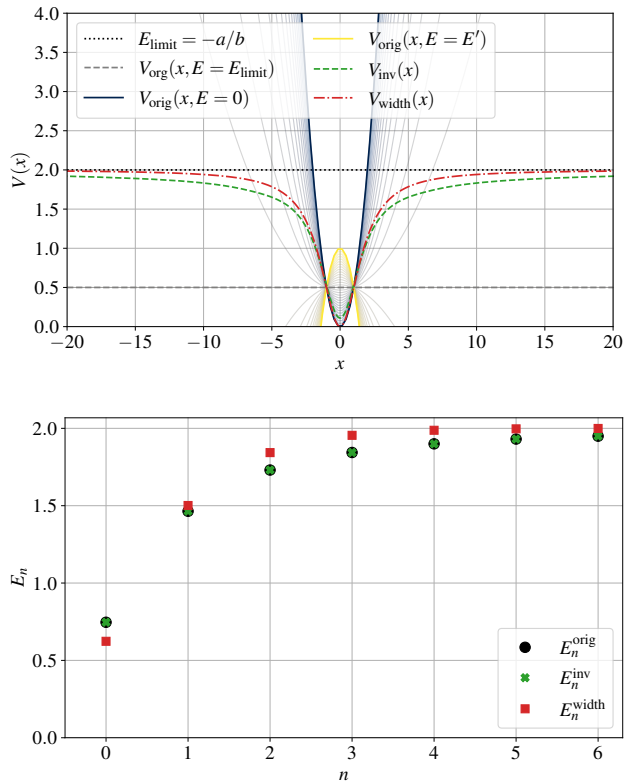 4.0
3.5
3.0
2.5
2.0
1.5
1.0
0.5
0.0
V(x)
E_limit = −a/b
V_org(x, E = E_limit)
V_orig(x, E = 0)
V_orig(x, E = E′)
V_inv(x)
V_width(x)
−20 −15 −10 −5 0 5 10 15 20
x
2.0
1.5
1.0
0.5
0.0
E_n
E_n^orig
E_n^inv
E_n^width
0 1 2 3 4 5 6
n